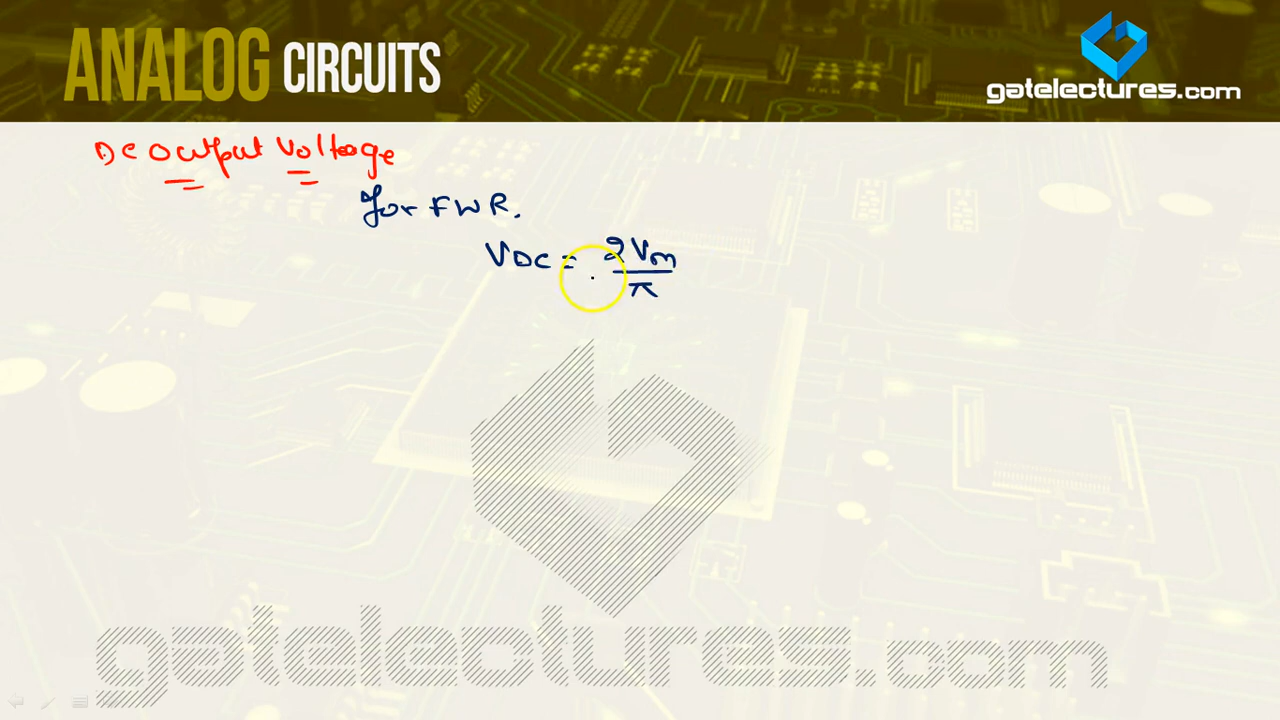 ANALOG CIRCUITS
gatelectures.com
DC Output Voltage
for FWR.
VDC = 2Vm/π
gatelectures.com